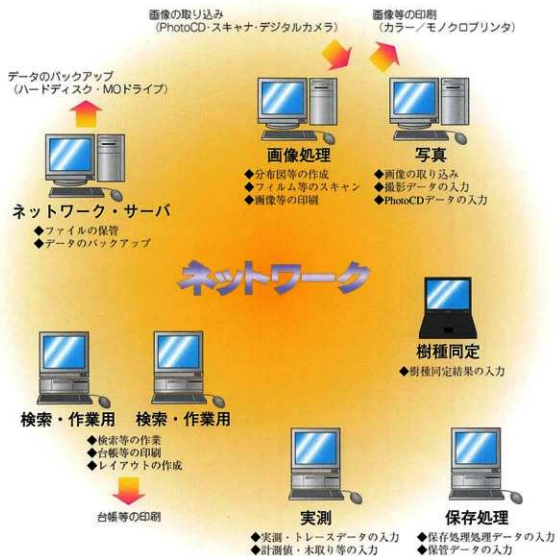 画像の取り込み
(PhotoCD・スキャナ・デジタルカメラ)
画像等の印刷
(カラー／モノクロプリンタ)
データのバックアップ
(ハードディスク・MOドライブ)
画像処理
◆分布図等の作成
◆フィルム等のスキャン
◆画像等の印刷
写真
◆画像の取り込み
◆撮影データの入力
◆PhotoCDデータの入力
ネットワーク・サーバ
◆ファイルの保管
◆データのバックアップ
ネットワーク
樹種同定
◆樹種同定結果の入力
検索・作業用
検索・作業用
◆検索等の作業
◆台帳等の印刷
◆レイアウトの作成
台帳等の印刷
実測
◆実測・トレースデータの入力
◆計測値・木取り等の入力
保存処理
◆保存処理処理データの入力
◆保管データの入力